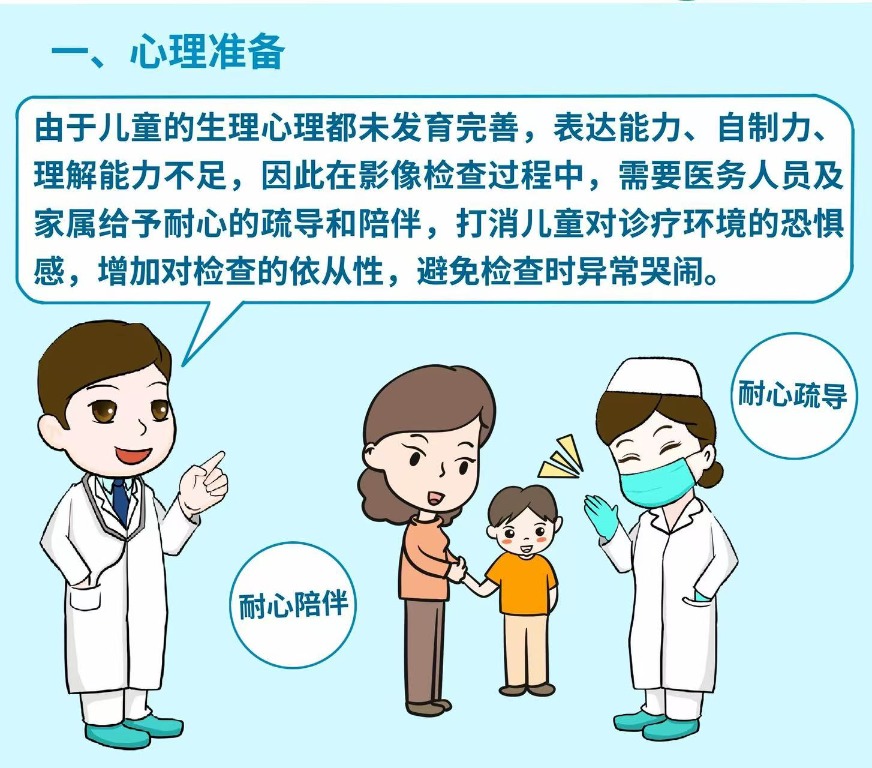 一、心理准备
由于儿童的生理心理都未发育完善，表达能力、自制力、
理解能力不足，因此在影像检查过程中，需要医务人员及
家属给予耐心的疏导和陪伴，打消儿童对诊疗环境的恐惧
感，增加对检查的依从性，避免检查时异常哭闹。
耐心疏导
耐心陪伴